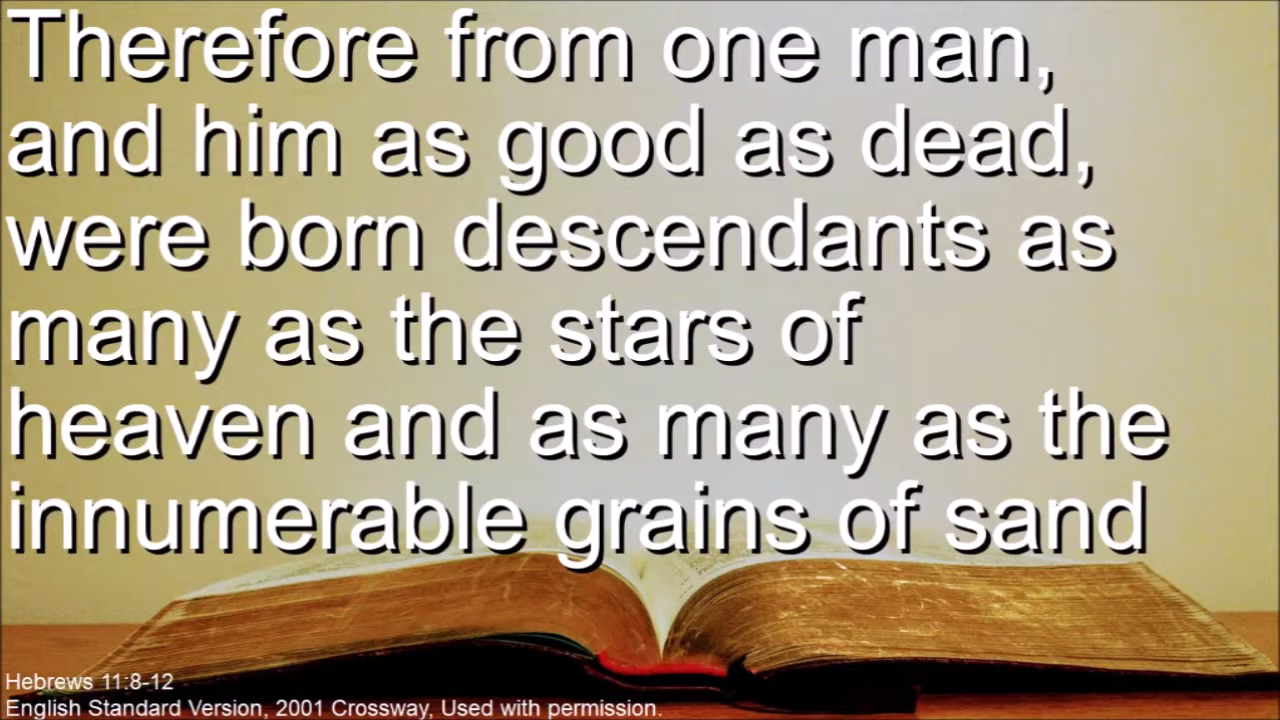 Therefore from one man,
and him as good as dead,
were born descendants as
many as the stars of
heaven and as many as the
innumerable grains of sand
Hebrews 11:8-12
English Standard Version, 2001 Crossway, Used with permission.